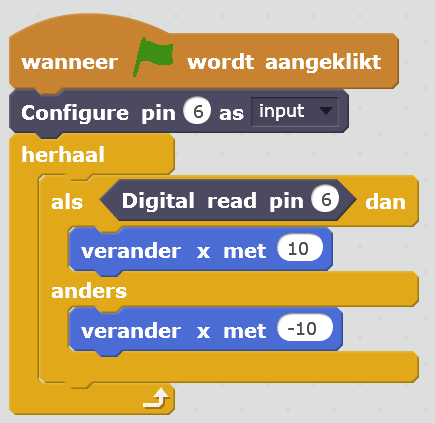 wanneer wordt aangeklikt
Configure pin 6 as input
herhaal
als Digital read pin 6 dan
verander x met 10
anders
verander x met -10